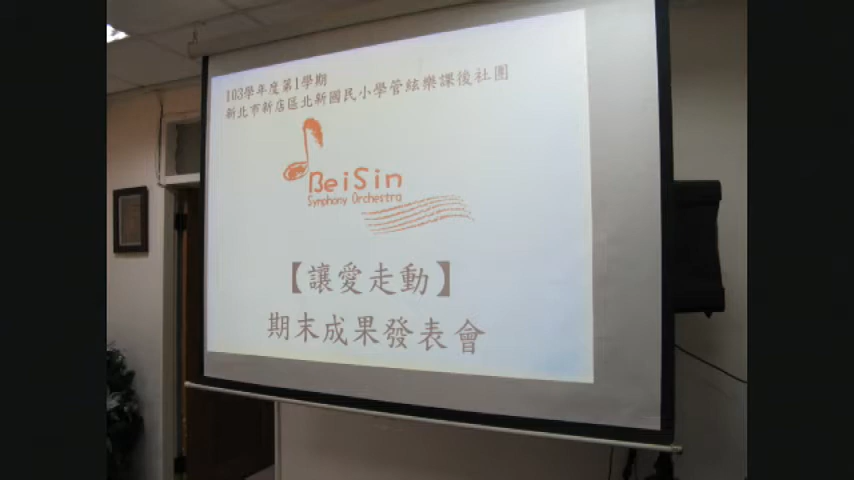 103學年度第1學期
新北市新店區北新國民小學管絃樂課後社團
BeiSin
Symphony Orchestra
【讓愛走動】
期末成果發表會